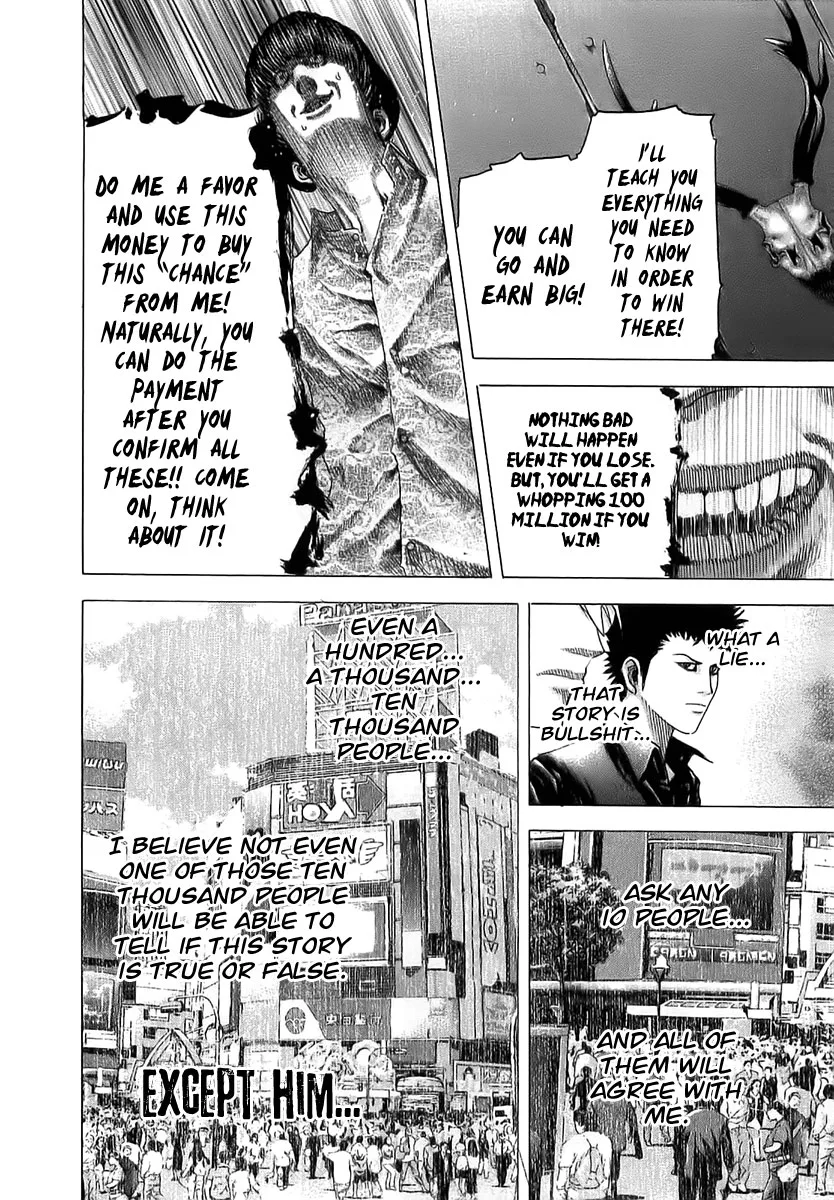 I'LL
TEACH YOU
EVERYTHING
YOU NEED
TO KNOW
IN ORDER
TO WIN
THERE!
YOU CAN
GO AND
EARN BIG!
DO ME A FAVOR
AND USE THIS
MONEY TO BUY
THIS "CHANCE"
FROM ME!
NATURALLY, YOU
CAN DO THE
PAYMENT
AFTER YOU
CONFIRM ALL
THESE!! COME
ON, THINK
ABOUT IT!
NOTHING BAD
WILL HAPPEN
EVEN IF YOU LOSE.
BUT, YOU'LL GET A
WHOPPING 100
MILLION IF YOU
WIN!
WHAT A
LIE...
THAT
STORY IS
BULLSHIT...
EVEN A
HUNDRED...
A THOUSAND...
TEN
THOUSAND
PEOPLE...
I BELIEVE NOT EVEN
ONE OF THOSE TEN
THOUSAND PEOPLE
WILL BE ABLE TO
TELL IF THIS STORY
IS TRUE OR FALSE.
EXCEPT HIM...
ASK ANY
10 PEOPLE...
AND ALL OF
THEM WILL
AGREE WITH
ME.